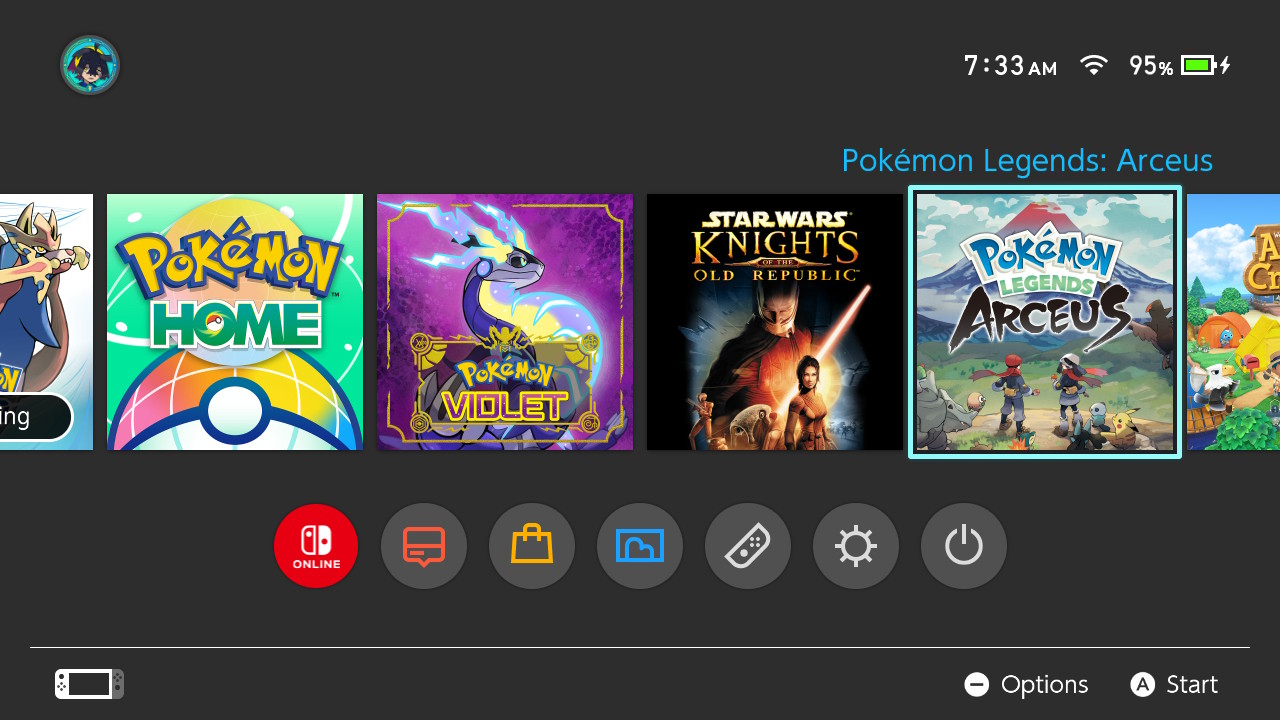 7:33 AM 95%
Pokémon Legends: Arceus
ing
POKéMON
HOME
POKéMON
VIOLET
STAR WARS
KNIGHTS
OF THE
OLD REPUBLIC
POKéMON
LEGENDS
ARCEUS
ONLINE
Options
A Start